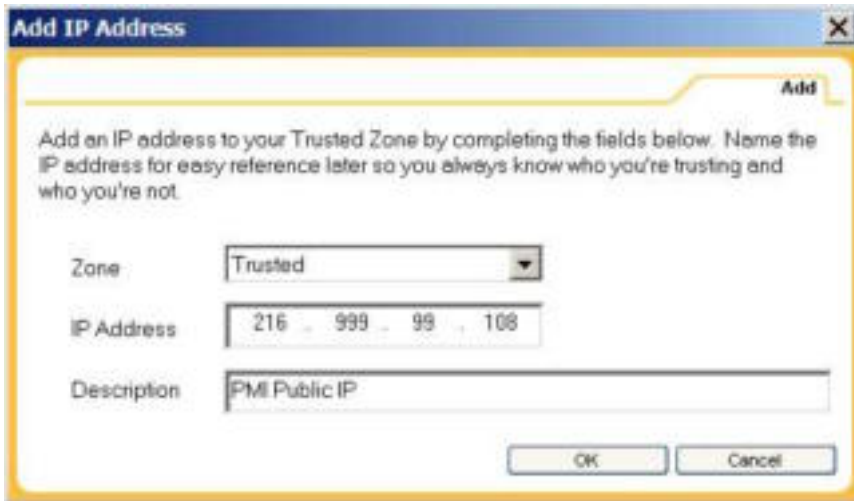 Add IP Address
Add
Add an IP address to your Trusted Zone by completing the fields below. Name the
IP address for easy reference later so you always know who you're trusting and
who you're not.
Zone Trusted
IP Address 216 . 999 . 99 . 108
Description PMI Public IP
OK Cancel